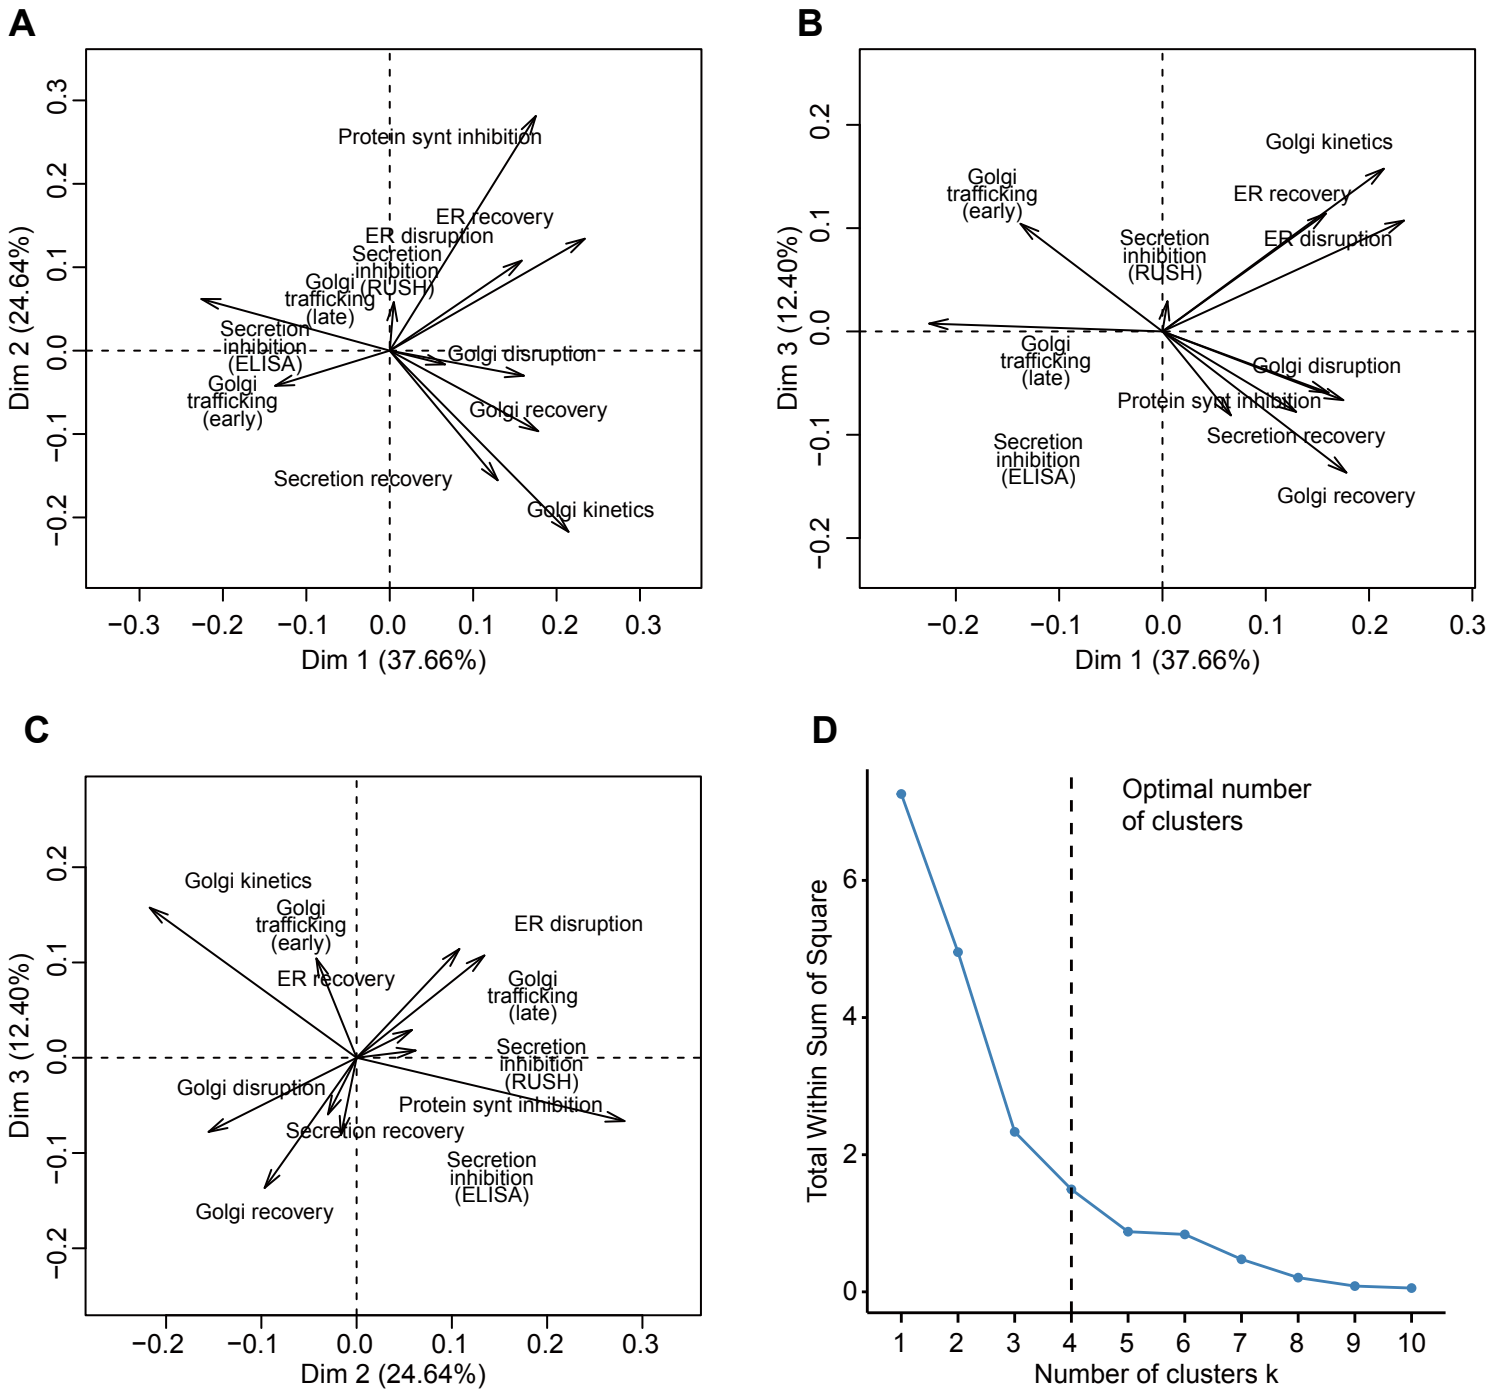 A
Dim 2 (24.64%)
0.3
0.2
0.1
0.0
−0.1
−0.2
Protein synt inhibition
ER recovery
ER disruption
Secretion
inhibition
(RUSH)
Golgi
trafficking
(late)
Secretion
inhibition
(ELISA)
Golgi disruption
Golgi
trafficking
(early)
Golgi recovery
Secretion recovery
Golgi kinetics
−0.3
−0.2
−0.1
0.0
0.1
0.2
0.3
Dim 1 (37.66%)
B
Dim 3 (12.40%)
0.2
0.1
0.0
−0.1
−0.2
Golgi kinetics
Golgi
trafficking
(early)
ER recovery
Secretion
inhibition
(RUSH)
ER disruption
Golgi
trafficking
(late)
Golgi disruption
Protein synt inhibition
Secretion recovery
Secretion
inhibition
(ELISA)
Golgi recovery
−0.2
−0.1
0.0
0.1
0.2
0.3
Dim 1 (37.66%)
C
Dim 3 (12.40%)
0.2
0.1
0.0
−0.1
−0.2
Golgi kinetics
Golgi
trafficking
(early)
ER disruption
ER recovery
Golgi
trafficking
(late)
Secretion
inhibition
(RUSH)
Golgi disruption
Protein synt inhibition
Secretion recovery
Secretion
inhibition
(ELISA)
Golgi recovery
−0.2
−0.1
0.0
0.1
0.2
0.3
Dim 2 (24.64%)
D
Total Within Sum of Square
6
4
2
0
Optimal number
of clusters
1
2
3
4
5
6
7
8
9
10
Number of clusters k